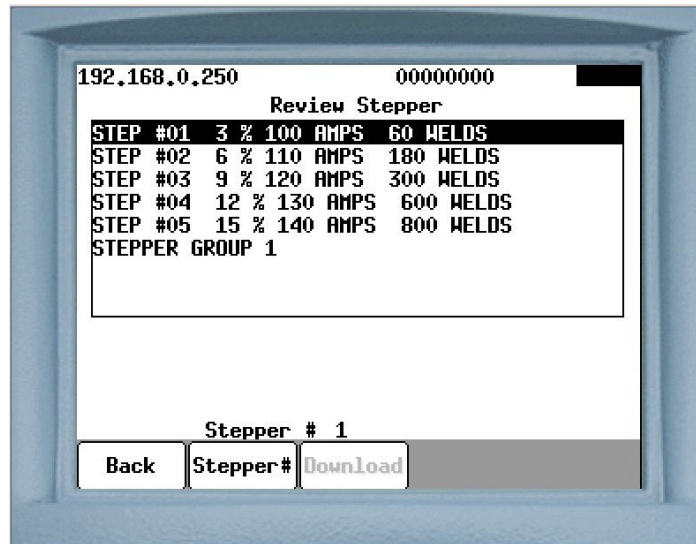 192.168.0.250 00000000
Review Stepper
STEP #01 3 % 100 AMPS 60 WELDS
STEP #02 6 % 110 AMPS 180 WELDS
STEP #03 9 % 120 AMPS 300 WELDS
STEP #04 12 % 130 AMPS 600 WELDS
STEP #05 15 % 140 AMPS 800 WELDS
STEPPER GROUP 1
Stepper # 1
Back Stepper# Download